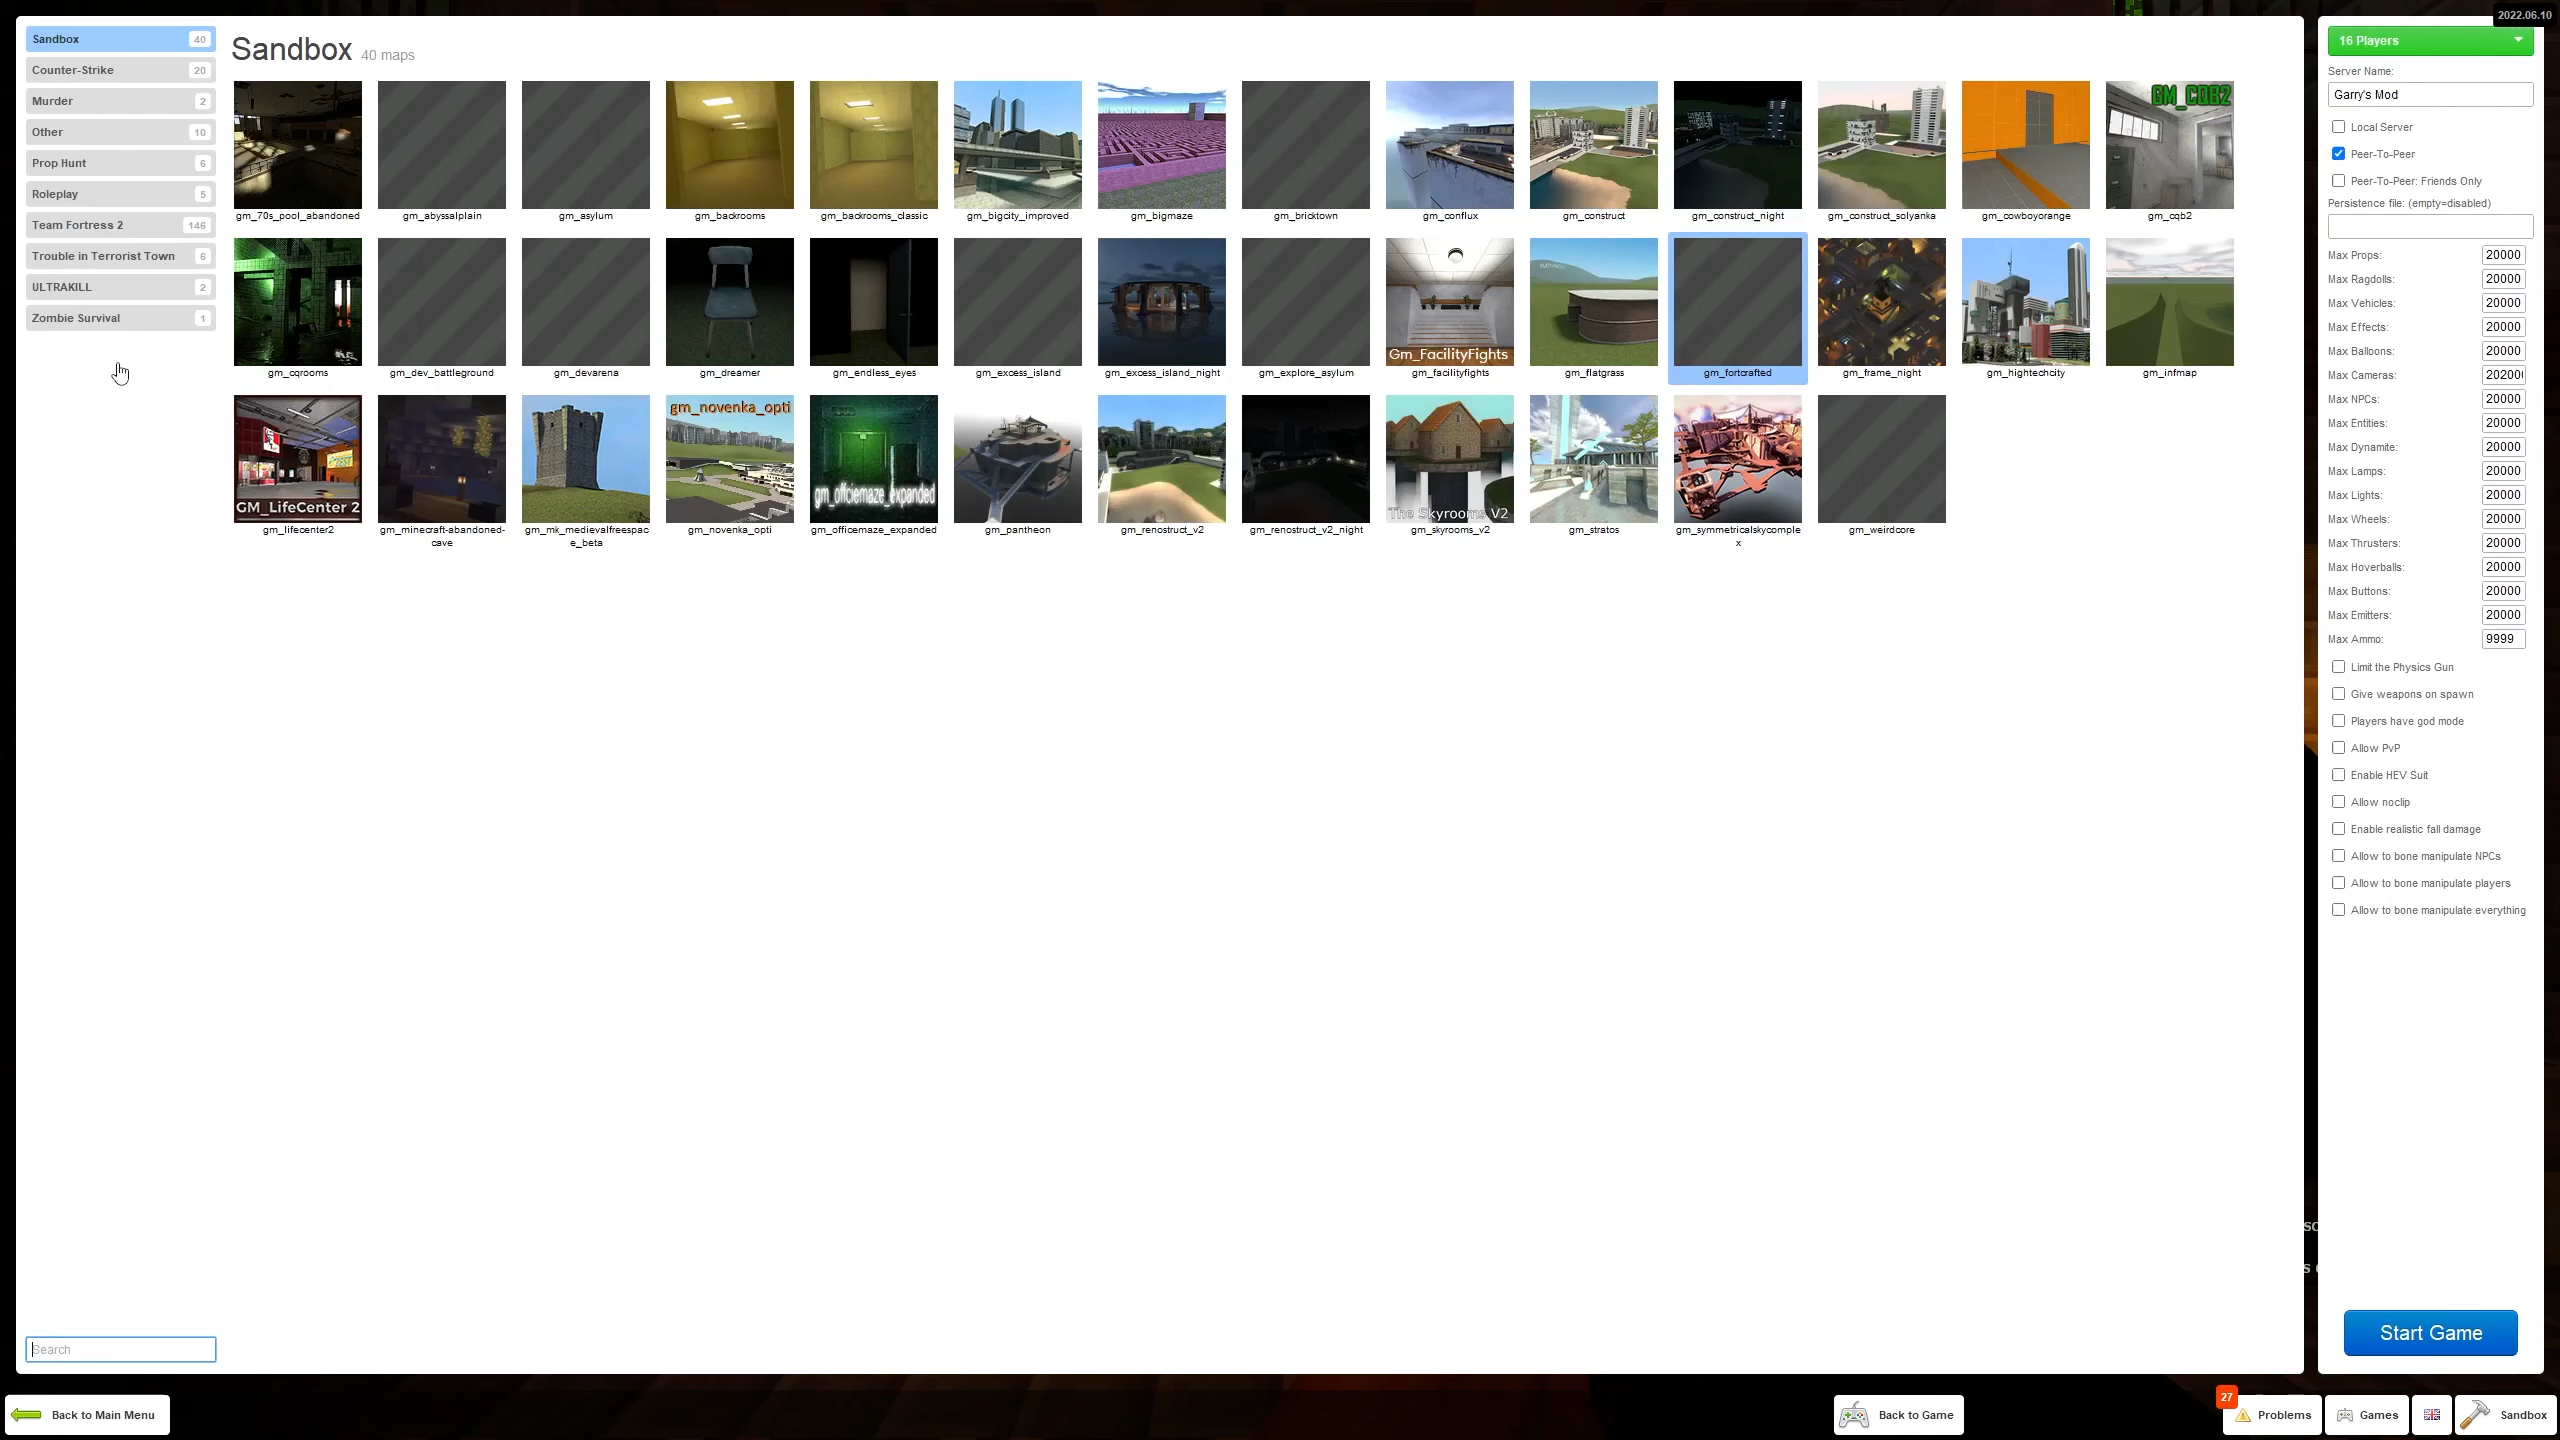 2022.06.10
Sandbox 40
Counter-Strike 20
Murder 2
Other 10
Prop Hunt 6
Roleplay 5
Team Fortress 2 146
Trouble in Terrorist Town 6
ULTRAKILL 2
Zombie Survival 1
Search
Sandbox 40 maps
GM_CQB2
gm_70s_pool_abandoned
gm_abyssalplain
gm_asylum
gm_backrooms
gm_backrooms_classic
gm_bigcity_improved
gm_bigmaze
gm_bricktown
gm_conflux
gm_construct
gm_construct_night
gm_construct_solyanka
gm_cowboyorange
gm_cqb2
Gm_FacilityFights
gm_cqrooms
gm_dev_battleground
gm_devarena
gm_dreamer
gm_endless_eyes
gm_excess_island
gm_excess_island_night
gm_explore_asylum
gm_facilityfights
gm_flatgrass
gm_fortcrafted
gm_frame_night
gm_hightechcity
gm_infmap
GM_LifeCenter 2
gm_novenka_opti
gm_offciemaze_expanded
The Skyrooms V2
gm_lifecenter2
gm_minecraft-abandoned-
cave
gm_mk_medievalfreespac
e_beta
gm_novenka_opti
gm_officemaze_expanded
gm_pantheon
gm_renostruct_v2
gm_renostruct_v2_night
gm_skyrooms_v2
gm_stratos
gm_symmetricalskycomple
x
gm_weirdcore
16 Players
Server Name:
Garry's Mod
Local Server
Peer-To-Peer
Peer-To-Peer: Friends Only
Persistence file: (empty=disabled)
Max Props: 20000
Max Ragdolls: 20000
Max Vehicles: 20000
Max Effects: 20000
Max Balloons: 20000
Max Cameras: 20200
Max NPCs: 20000
Max Entities: 20000
Max Dynamite: 20000
Max Lamps: 20000
Max Lights: 20000
Max Wheels: 20000
Max Thrusters: 20000
Max Hoverballs: 20000
Max Buttons: 20000
Max Emitters: 20000
Max Ammo: 9999
Limit the Physics Gun
Give weapons on spawn
Players have god mode
Allow PvP
Enable HEV Suit
Allow noclip
Enable realistic fall damage
Allow to bone manipulate NPCs
Allow to bone manipulate players
Allow to bone manipulate everything
Start Game
Back to Main Menu
Back to Game
27
Problems
Games
Sandbox